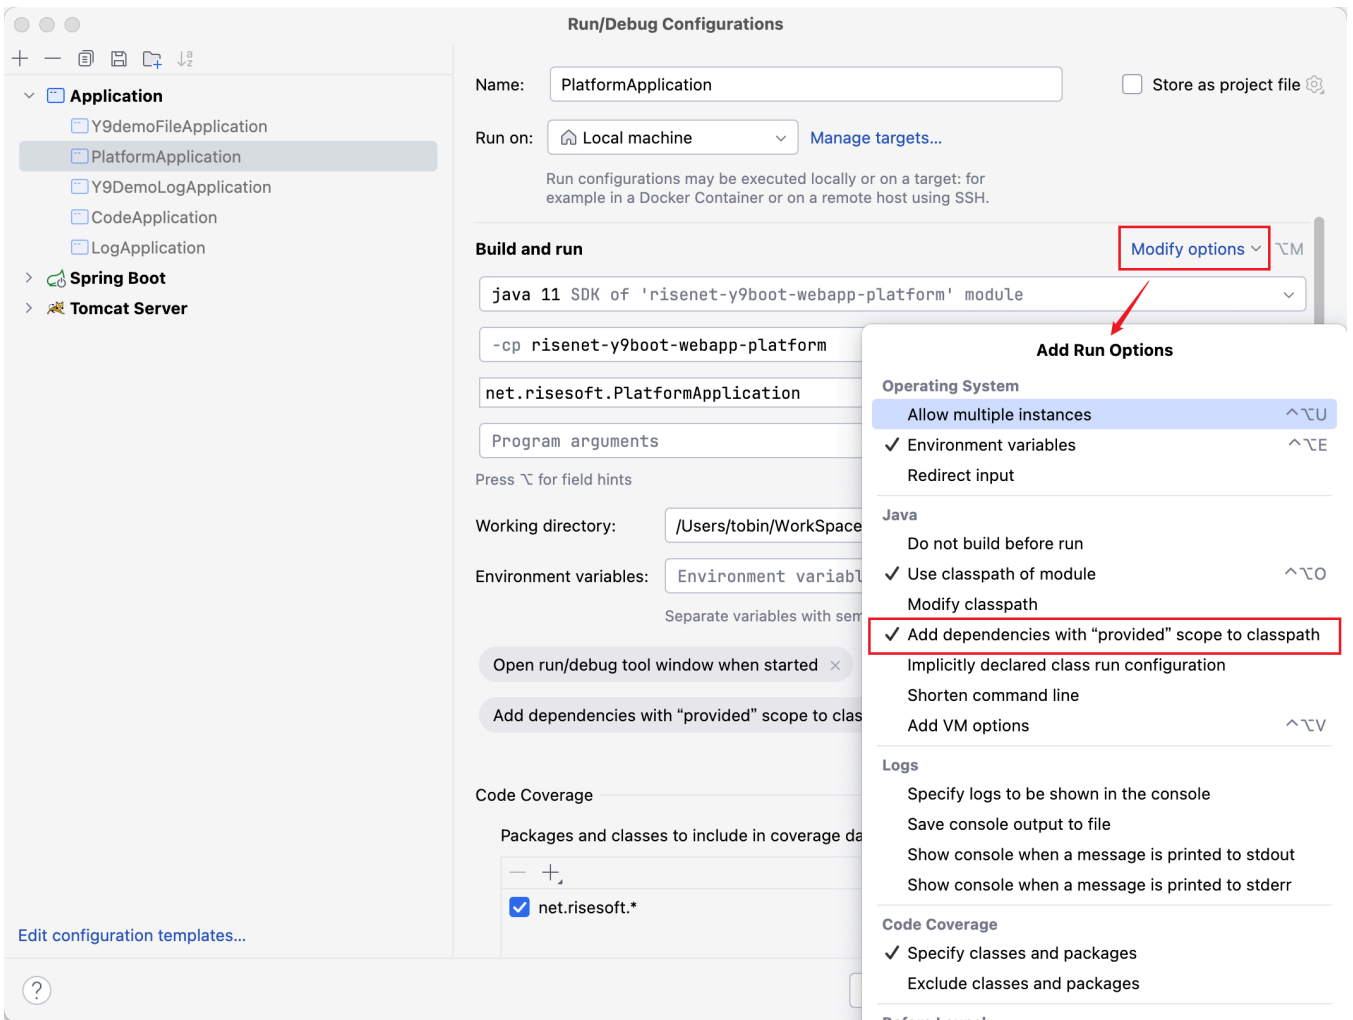 Run/Debug Configurations
Application
Y9demoFileApplication
PlatformApplication
Y9DemoLogApplication
CodeApplication
LogApplication
Spring Boot
Tomcat Server
Edit configuration templates...
?
Name: PlatformApplication Store as project file
Run on: Local machine Manage targets...
Run configurations may be executed locally or on a target: for
example in a Docker Container or on a remote host using SSH.
Build and run Modify options ⌥M
java 11 SDK of 'risenet-y9boot-webapp-platform' module
-cp risenet-y9boot-webapp-platform
net.risesoft.PlatformApplication
Program arguments
Press ⌥ for field hints
Working directory: /Users/tobin/WorkSpace
Environment variables: Environment variabl
Separate variables with sem
Open run/debug tool window when started ×
Add dependencies with “provided” scope to clas
Code Coverage
Packages and classes to include in coverage da
net.risesoft.*
Add Run Options
Operating System
Allow multiple instances ^⌥U
✓ Environment variables ^⌥E
Redirect input
Java
Do not build before run
✓ Use classpath of module ^⌥O
Modify classpath
✓ Add dependencies with “provided” scope to classpath
Implicitly declared class run configuration
Shorten command line
Add VM options ^⌥V
Logs
Specify logs to be shown in the console
Save console output to file
Show console when a message is printed to stdout
Show console when a message is printed to stderr
Code Coverage
✓ Specify classes and packages
Exclude classes and packages